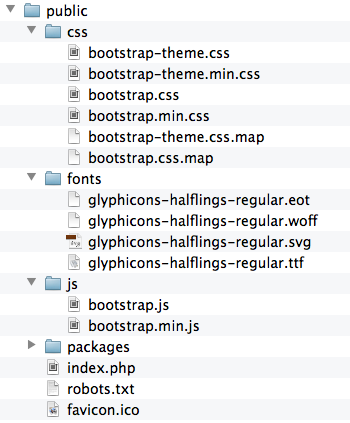 public
css
bootstrap-theme.css
bootstrap-theme.min.css
bootstrap.css
bootstrap.min.css
bootstrap-theme.css.map
bootstrap.css.map
fonts
glyphicons-halflings-regular.eot
glyphicons-halflings-regular.woff
glyphicons-halflings-regular.svg
glyphicons-halflings-regular.ttf
js
bootstrap.js
bootstrap.min.js
packages
index.php
robots.txt
favicon.ico